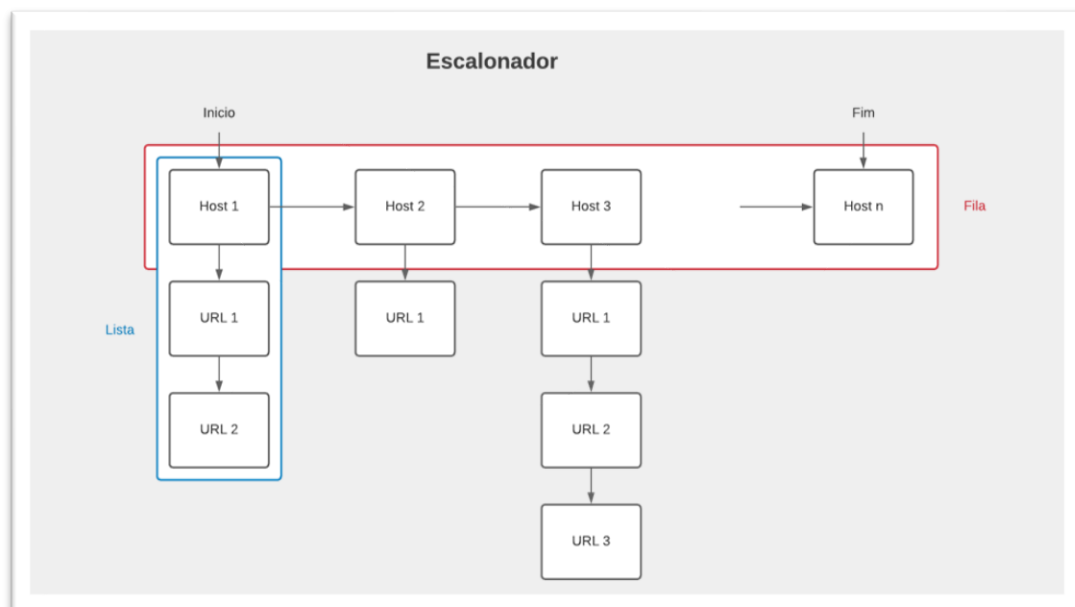 Escalonador
Inicio
Fim
Host 1
Host 2
Host 3
Host n
Fila
Lista
URL 1
URL 1
URL 1
URL 2
URL 2
URL 3